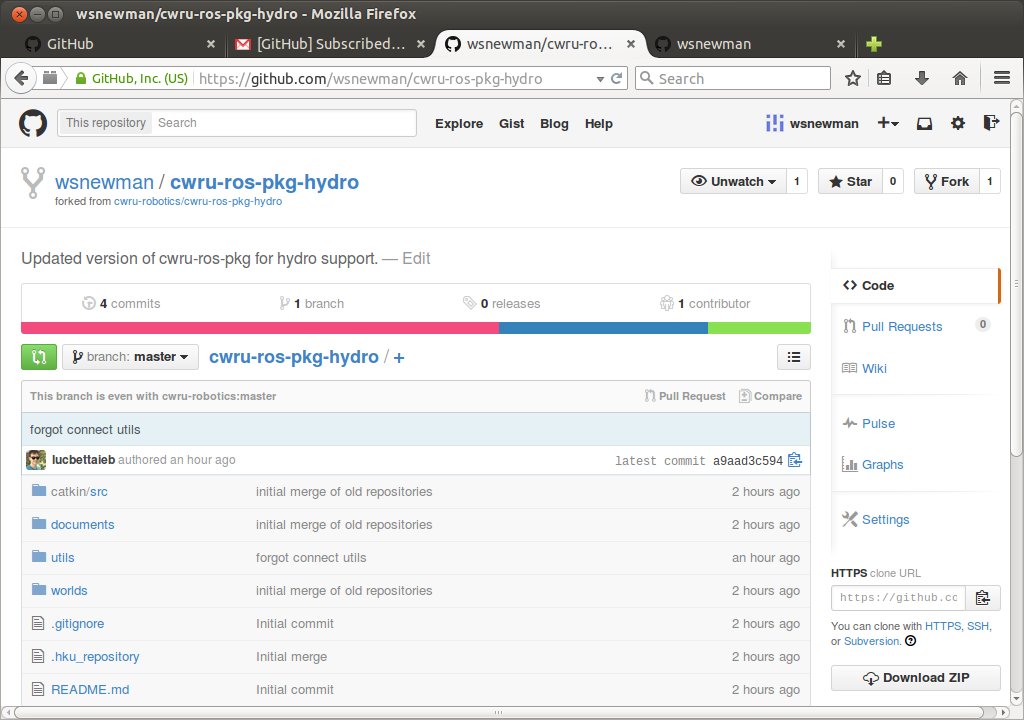 wsnewman/cwru-ros-pkg-hydro - Mozilla Firefox
GitHub [GitHub] Subscribed... wsnewman/cwru-ro... wsnewman
GitHub, Inc. (US) https://github.com/wsnewman/cwru-ros-pkg-hydro Search
This repository Search Explore Gist Blog Help wsnewman
wsnewman / cwru-ros-pkg-hydro Unwatch 1 Star 0 Fork 1
forked from cwru-robotics/cwru-ros-pkg-hydro
Updated version of cwru-ros-pkg for hydro support. — Edit
4 commits 1 branch 0 releases 1 contributor
branch: master cwru-ros-pkg-hydro / +
This branch is even with cwru-robotics:master Pull Request Compare
forgot connect utils
lucbettaieb authored an hour ago latest commit a9aad3c594
catkin/src initial merge of old repositories 2 hours ago
documents initial merge of old repositories 2 hours ago
utils forgot connect utils an hour ago
worlds initial merge of old repositories 2 hours ago
.gitignore Initial commit 2 hours ago
.hku_repository Initial merge 2 hours ago
README.md Initial commit 2 hours ago
Code
Pull Requests 0
Wiki
Pulse
Graphs
Settings
HTTPS clone URL
https://github.cc
You can clone with HTTPS, SSH,
or Subversion.
Download ZIP